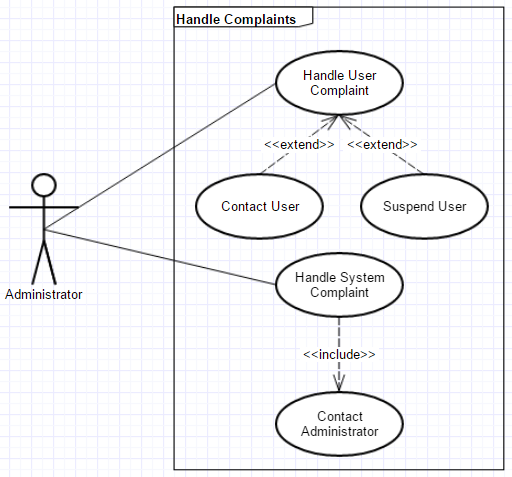 Handle Complaints
Handle User
Complaint
<<extend>>
<<extend>>
Contact User
Suspend User
Administrator
Handle System
Complaint
<<include>>
Contact
Administrator